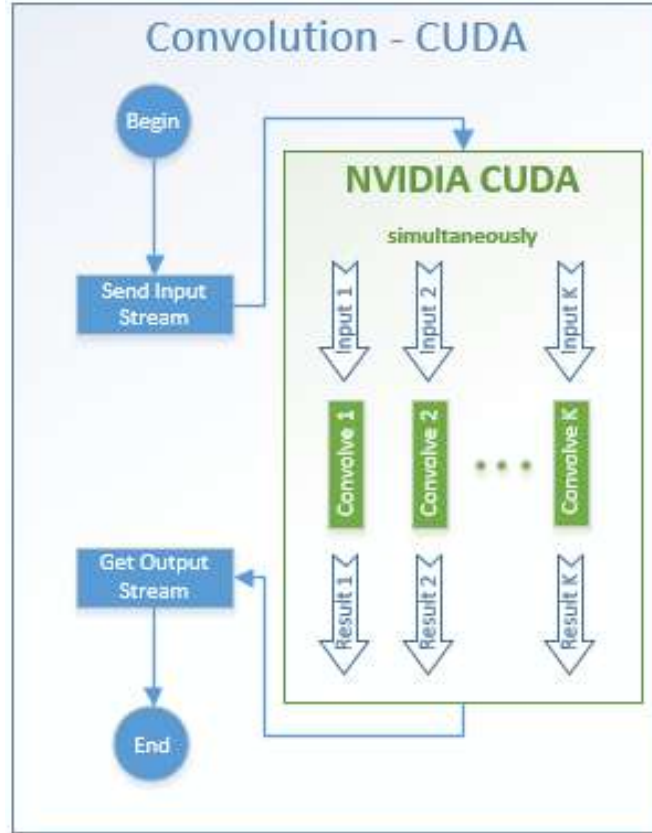 Convolution - CUDA
Begin
Send Input
Stream
NVIDIA CUDA
simultaneously
Input 1
Input 2
Input K
Convolve 1
Convolve 2
Convolve K
Result 1
Result 2
Result K
Get Output
Stream
End